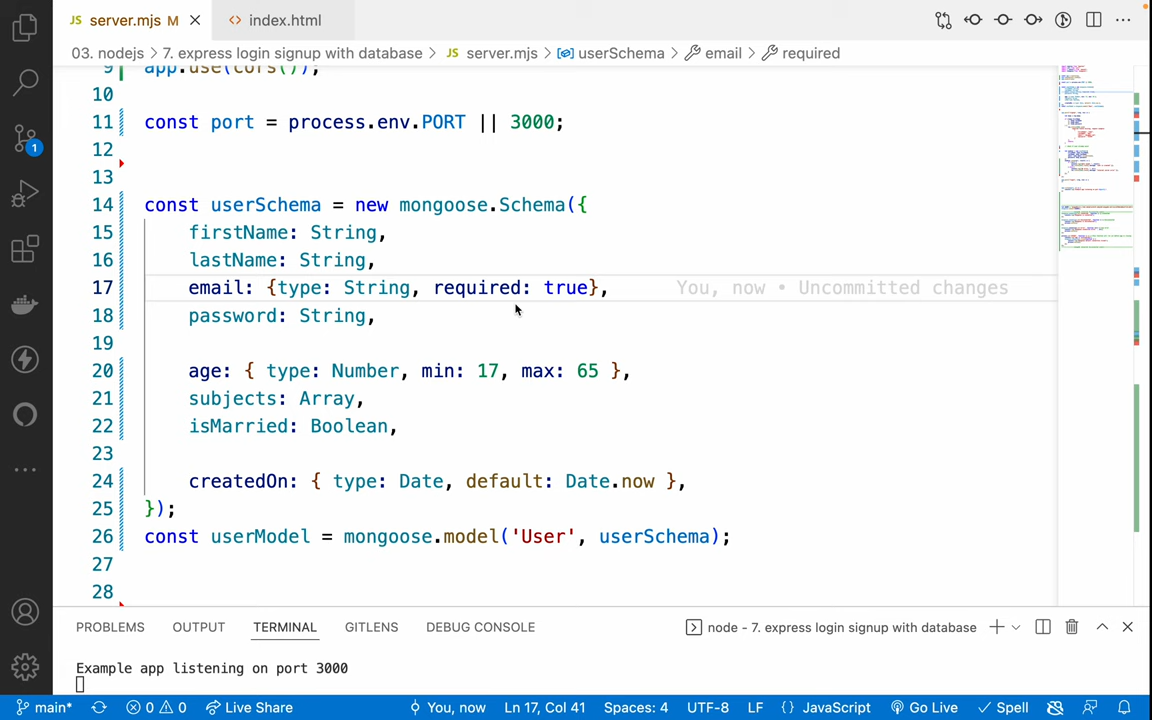 JS server.mjs M
<> index.html
03. nodejs > 7. express login signup with database > JS server.mjs > userSchema > email > required
9 app.use(cors());
10
11 const port = process.env.PORT || 3000;
12
13
14 const userSchema = new mongoose.Schema({
15 firstName: String,
16 lastName: String,
17 email: {type: String, required: true}, You, now • Uncommitted changes
18 password: String,
19
20 age: { type: Number, min: 17, max: 65 },
21 subjects: Array,
22 isMarried: Boolean,
23
24 createdOn: { type: Date, default: Date.now },
25 });
26 const userModel = mongoose.model('User', userSchema);
27
28
1
PROBLEMS OUTPUT TERMINAL GITLENS DEBUG CONSOLE node - 7. express login signup with database
Example app listening on port 3000
main* 0 0 Live Share You, now Ln 17, Col 41 Spaces: 4 UTF-8 LF {} JavaScript Go Live Spell